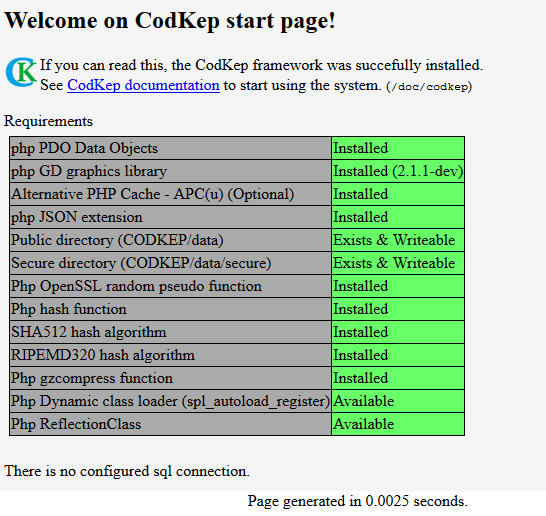 Welcome on CodKep start page!
CK
If you can read this, the CodKep framework was succefully installed.
See CodKep documentation to start using the system. (/doc/codkep)
Requirements
php PDO Data Objects Installed
php GD graphics library Installed (2.1.1-dev)
Alternative PHP Cache - APC(u) (Optional) Installed
php JSON extension Installed
Public directory (CODKEP/data) Exists & Writeable
Secure directory (CODKEP/data/secure) Exists & Writeable
Php OpenSSL random pseudo function Installed
Php hash function Installed
SHA512 hash algorithm Installed
RIPEMD320 hash algorithm Installed
Php gzcompress function Installed
Php Dynamic class loader (spl_autoload_register) Available
Php ReflectionClass Available
There is no configured sql connection.
Page generated in 0.0025 seconds.